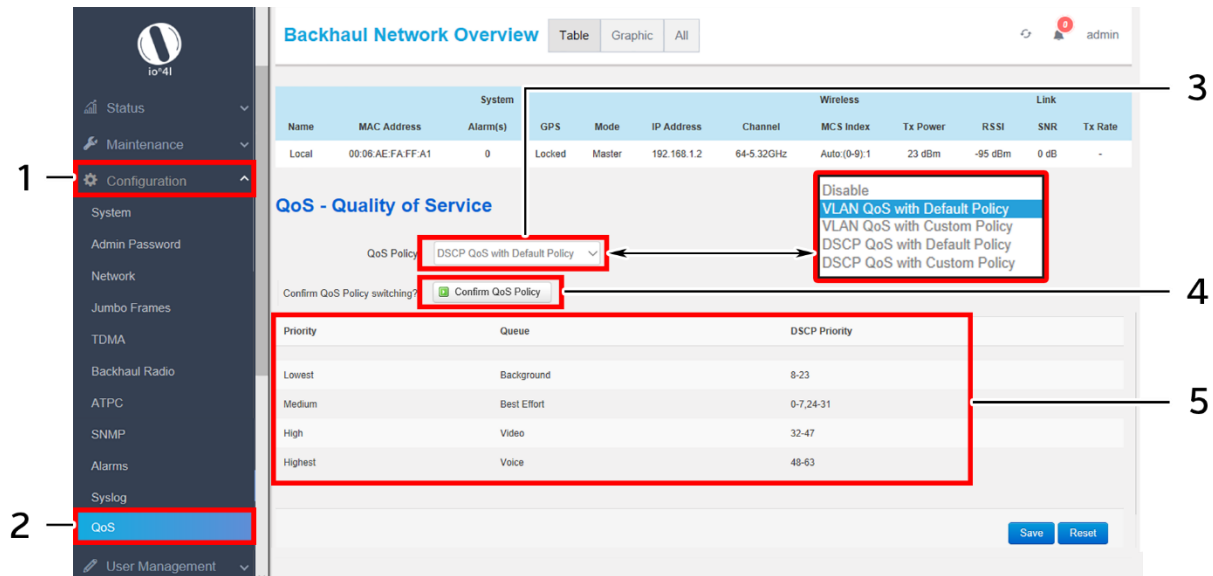 Backhaul Network Overview Table Graphic All 0 admin
io"4l
Status
Maintenance
Configuration
System
Admin Password
Network
Jumbo Frames
TDMA
Backhaul Radio
ATPC
SNMP
Alarms
Syslog
QoS
User Management
1
2
System Wireless Link
Name MAC Address Alarm(s) GPS Mode IP Address Channel MCS Index Tx Power RSSI SNR Tx Rate
Local 00:06:AE:FA:FF:A1 0 Locked Master 192.168.1.2 64-5.32GHz Auto:(0-9):1 23 dBm -95 dBm 0 dB -
QoS - Quality of Service
QoS Policy DSCP QoS with Default Policy
Disable
VLAN QoS with Default Policy
VLAN QoS with Custom Policy
DSCP QoS with Default Policy
DSCP QoS with Custom Policy
Confirm QoS Policy switching? Confirm QoS Policy
Priority Queue DSCP Priority
Lowest Background 8-23
Medium Best Effort 0-7,24-31
High Video 32-47
Highest Voice 48-63
Save Reset
3
4
5